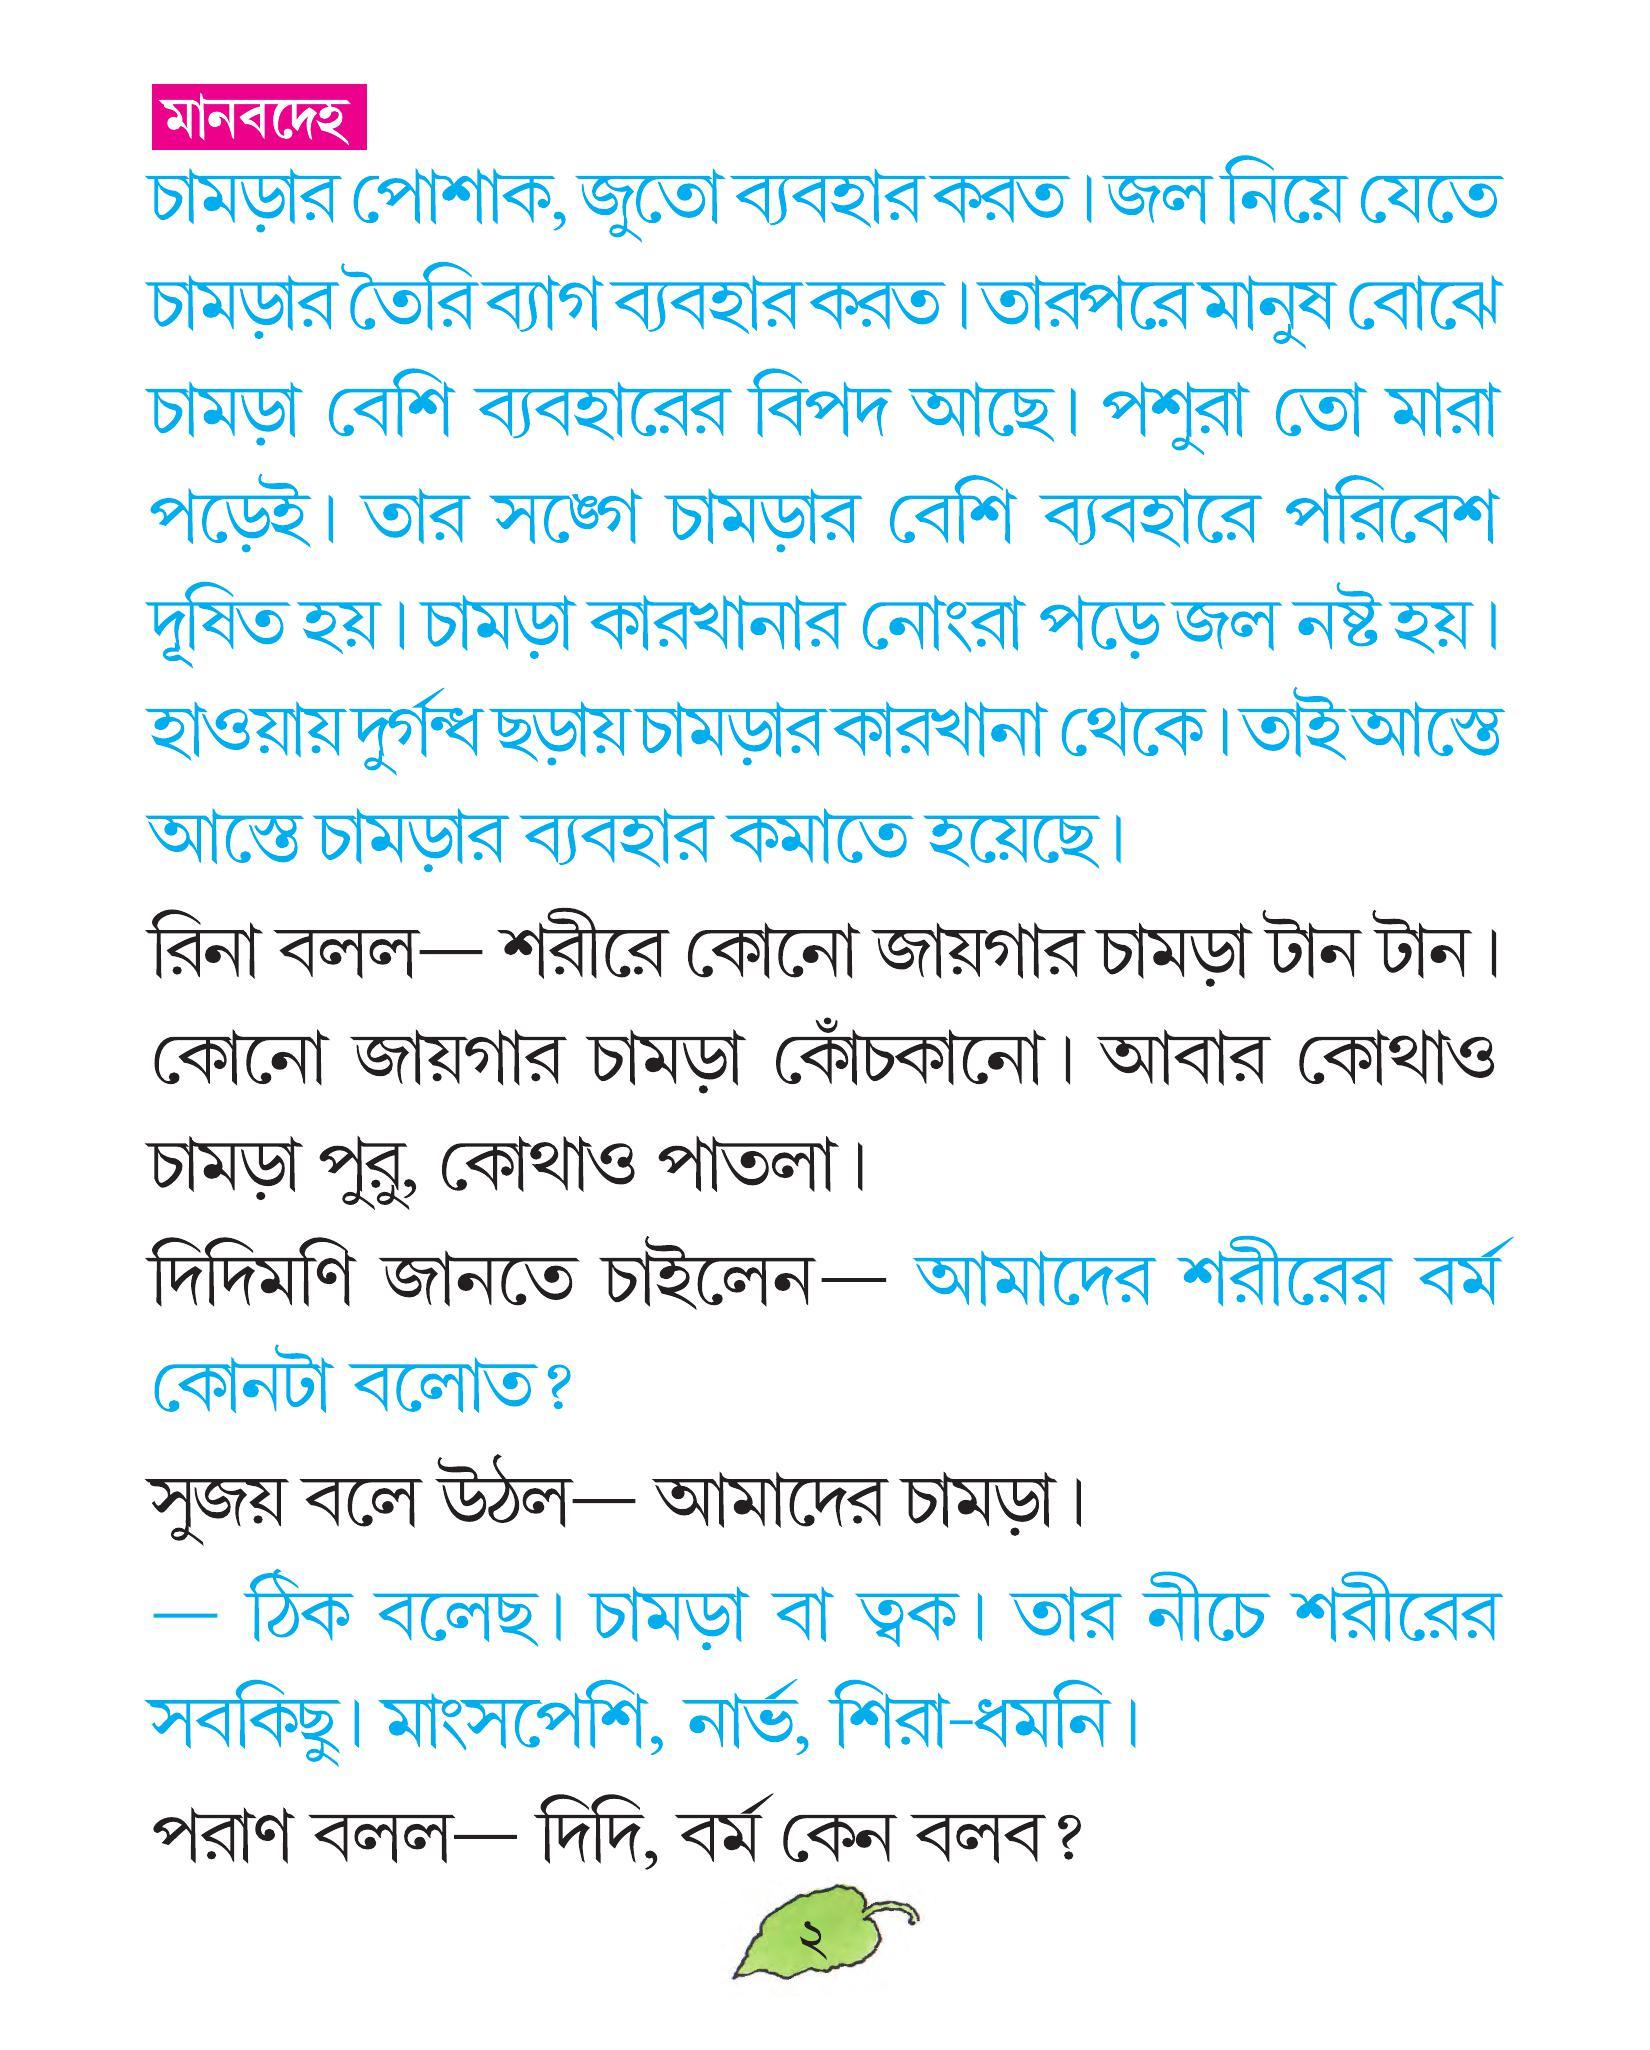 মানবদেহ
চামড়ার পোশাক, জুতো ব্যবহার করত। জল নিয়ে যেতে
চামড়ার তৈরি ব্যাগ ব্যবহার করত। তারপরে মানুষ বোঝে
চামড়া বেশি ব্যবহারের বিপদ আছে। পশুরা তো মারা
পড়েই। তার সঙ্গে চামড়ার বেশি ব্যবহারে পরিবেশ
দূষিত হয়। চামড়া কারখানার নোংরা পড়ে জল নষ্ট হয়।
হাওয়ায় দুর্গন্ধ ছড়ায় চামড়ার কারখানা থেকে। তাই আস্তে
আস্তে চামড়ার ব্যবহার কমাতে হয়েছে।
রিনা বলল— শরীরে কোনো জায়গার চামড়া টান টান।
কোনো জায়গার চামড়া কোঁচকানো। আবার কোথাও
চামড়া পুরু, কোথাও পাতলা।
দিদিমণি জানতে চাইলেন— আমাদের শরীরের বর্ম
কোনটা বলোত?
সুজয় বলে উঠল— আমাদের চামড়া।
— ঠিক বলেছ। চামড়া বা ত্বক। তার নীচে শরীরের
সবকিছু। মাংসপেশি, নার্ভ, শিরা-ধমনি।
পরাণ বলল— দিদি, বর্ম কেন বলব?
২